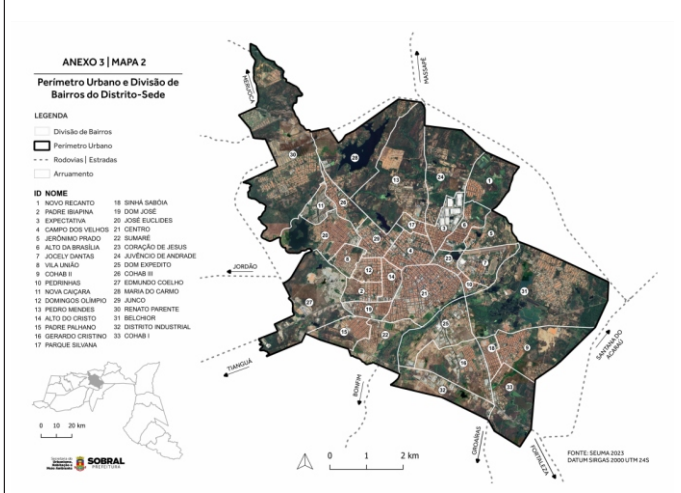 ANEXO 3 | MAPA 2
Perímetro Urbano e Divisão de
Bairros do Distrito-Sede
LEGENDA
Divisão de Bairros
Perímetro Urbano
Rodovias | Estradas
Arruamento
ID NOME
1 NOVO RECANTO
2 PADRE IBIAPINA
3 EXPECTATIVA
4 CAMPO DOS VELHOS
5 JERÔNIMO PRADO
6 ALTO DA BRASÍLIA
7 JOCELY DANTAS
8 VILA UNIÃO
9 COHAB II
10 PEDRINHAS
11 NOVA CAIÇARA
12 DOMINGOS OLÍMPIO
13 PEDRO MENDES
14 ALTO DO CRISTO
15 PADRE PALHANO
16 GERARDO CRISTINO
17 PARQUE SILVANA
18 SINHÁ SABÓIA
19 DOM JOSÉ
20 JOSÉ EUCLIDES
21 CENTRO
22 SUMARÉ
23 CORAÇÃO DE JESUS
24 JUVÊNCIO DE ANDRADE
25 DOM EXPEDITO
26 COHAB III
27 EDMUNDO COELHO
28 MARIA DO CARMO
29 JUNCO
30 RENATO PARENTE
31 BELCHIOR
32 DISTRITO INDUSTRIAL
33 COHAB I
MERUOCA
MASSAPÊ
JORDÃO
TIANGUÁ
BONFIM
GROAÍRAS
FORTALEZA
SANTANA DO
ACARAÚ
0 10 20 km
SOBRAL
PREFEITURA
0 1 2 km
FONTE: SEUMA 2023
DATUM SIRGAS 2000 UTM 24S